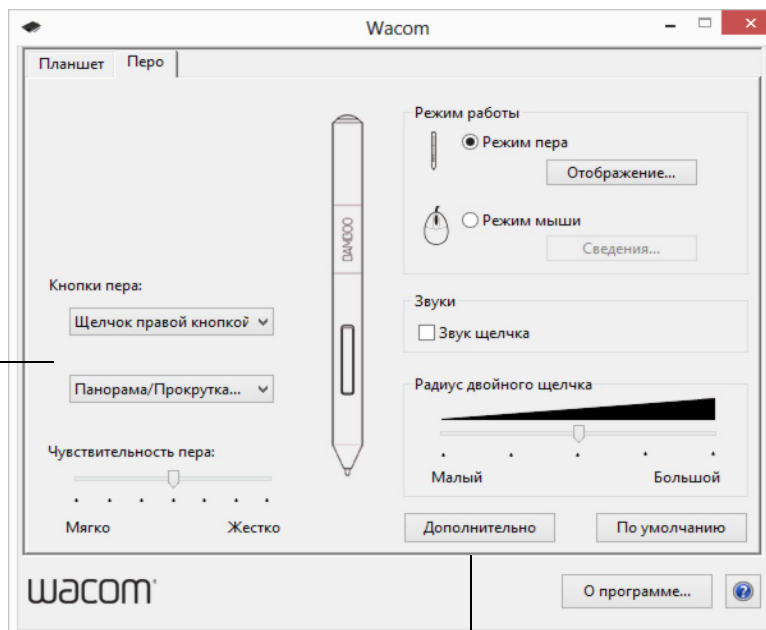 Wacom
Планшет
Перо
Режим работы
Режим пера
Отображение...
Режим мыши
Сведения...
BAMBOO
Кнопки пера:
Щелчок правой кнопкой
Панорама/Прокрутка...
Звуки
Звук щелчка
Радиус двойного щелчка
Малый
Большой
Чувствительность пера:
Мягко
Жестко
Дополнительно
По умолчанию
wacom
О программе...
?